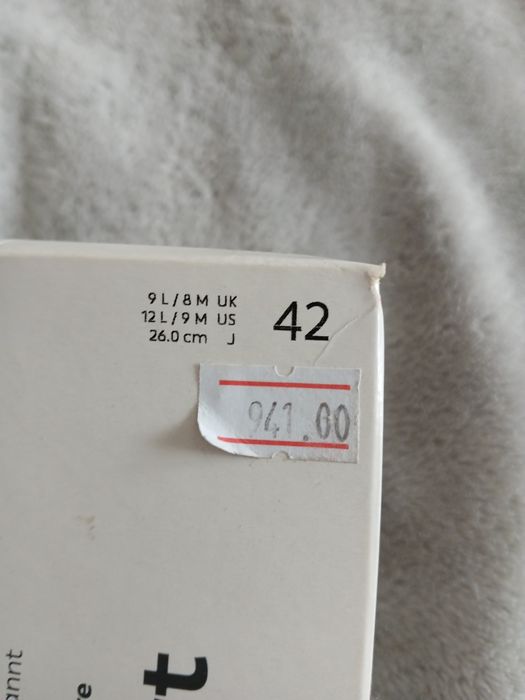 9 L / 8 M UK
12 L / 9 M US
26.0 cm J
42
941.00
t